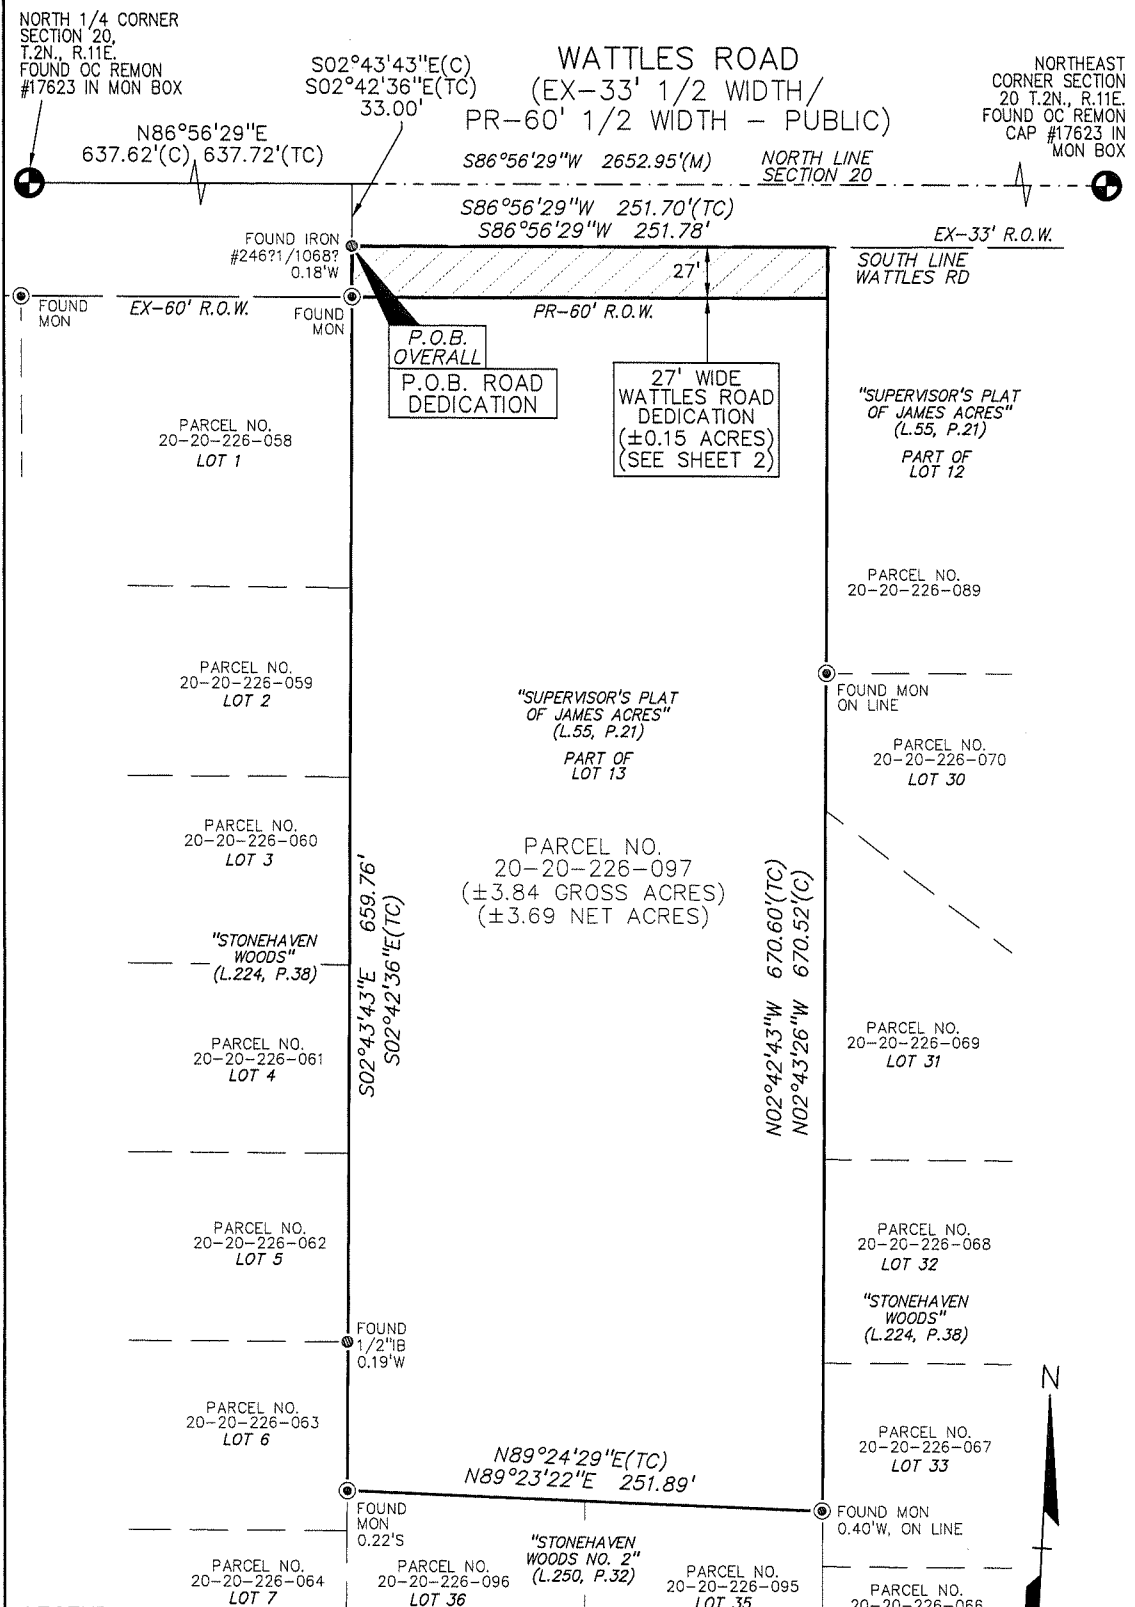 NORTH 1/4 CORNER
SECTION 20,
T.2N., R.11E.
FOUND OC REMON
#17623 IN MON BOX
S02°43'43"E(C)
S02°42'36"E(TC)
33.00'
WATTLES ROAD
(EX-33' 1/2 WIDTH/
PR-60' 1/2 WIDTH - PUBLIC)
NORTHEAST
CORNER SECTION
20 T.2N., R.11E.
FOUND OC REMON
CAP #17623 IN
MON BOX
N86°56'29"E
637.62'(C) 637.72'(TC)
S86°56'29"W 2652.95'(M)
NORTH LINE
SECTION 20
S86°56'29"W 251.70'(TC)
S86°56'29"W 251.78'
FOUND IRON
#246?1/1068?
0.18'W
27'
EX-33' R.O.W.
SOUTH LINE
WATTLES RD
FOUND
MON
EX-60' R.O.W.
FOUND
MON
PR-60' R.O.W.
P.O.B.
OVERALL
P.O.B. ROAD
DEDICATION
27' WIDE
WATTLES ROAD
DEDICATION
(±0.15 ACRES)
(SEE SHEET 2)
"SUPERVISOR'S PLAT
OF JAMES ACRES"
(L.55, P.21)
PART OF
LOT 12
PARCEL NO.
20-20-226-058
LOT 1
PARCEL NO.
20-20-226-089
PARCEL NO.
20-20-226-059
LOT 2
"SUPERVISOR'S PLAT
OF JAMES ACRES"
(L.55, P.21)
PART OF
LOT 13
FOUND MON
ON LINE
PARCEL NO.
20-20-226-070
LOT 30
PARCEL NO.
20-20-226-060
LOT 3
PARCEL NO.
20-20-226-097
(±3.84 GROSS ACRES)
(±3.69 NET ACRES)
"STONEHAVEN
WOODS"
(L.224, P.38)
S02°43'43"E 659.76'
S02°42'36"E(TC)
N02°42'43"W 670.60'(TC)
N02°43'26"W 670.52'(C)
PARCEL NO.
20-20-226-061
LOT 4
PARCEL NO.
20-20-226-069
LOT 31
PARCEL NO.
20-20-226-062
LOT 5
PARCEL NO.
20-20-226-068
LOT 32
"STONEHAVEN
WOODS"
(L.224, P.38)
FOUND
1/2"IB
0.19'W
PARCEL NO.
20-20-226-063
LOT 6
N
PARCEL NO.
20-20-226-067
LOT 33
N89°24'29"E(TC)
N89°23'22"E 251.89'
FOUND
MON
0.22'S
FOUND MON
0.40'W, ON LINE
"STONEHAVEN
WOODS NO. 2"
(L.250, P.32)
PARCEL NO.
20-20-226-064
LOT 7
PARCEL NO.
20-20-226-096
LOT 36
PARCEL NO.
20-20-226-095
LOT 35
PARCEL NO.
20-20-226-066